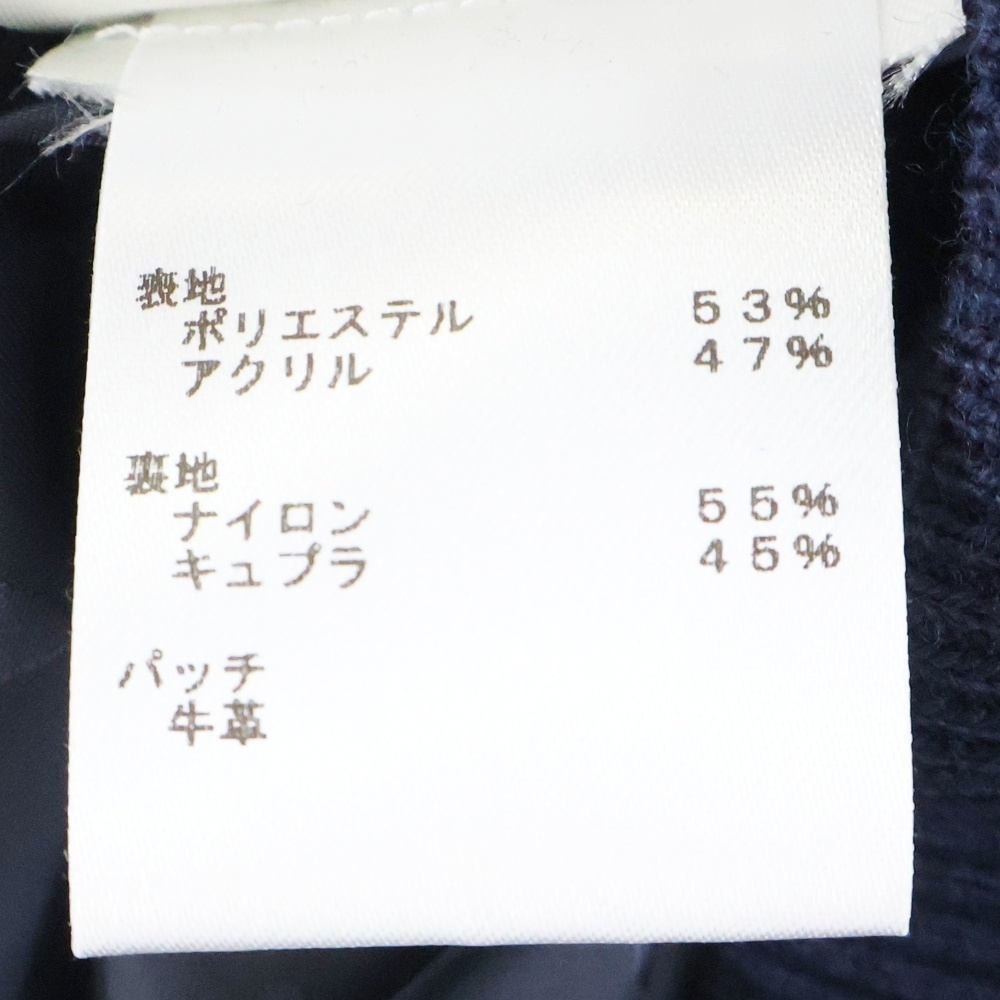 表地
ポリエステル 53%
アクリル 47%
裏地
ナイロン 55%
キュプラ 45%
パッチ
牛革